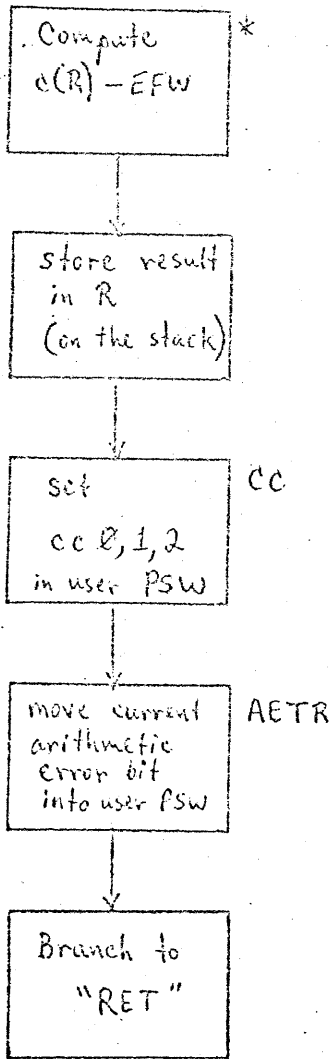 Compute *
c(R) - EFW
store result
in R
(on the stack)
set CC
cc 0, 1, 2
in user PSW
move current AETR
arithmetic
error bit
into user PSW
Branch to
"RET"